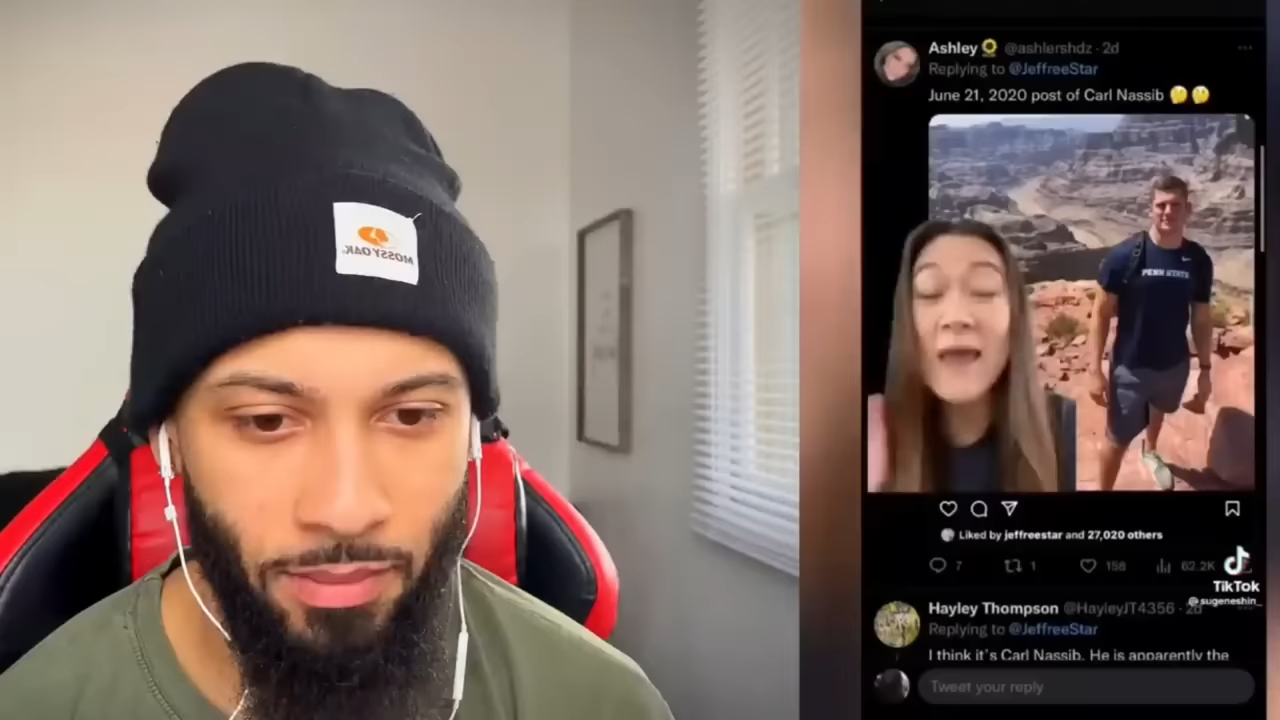 MOSSY OAK
Ashley🌻 @ashlershdz · 2d
Replying to @JeffreeStar
June 21, 2020 post of Carl Nassib 🤔🤔
PENN STATE
Liked by jeffreestar and 27,020 others
7 1 158 62.2K
TikTok
@sugeneshin_
Hayley Thompson @HayleyJT4356 · 2d
Replying to @JeffreeStar
I think it's Carl Nassib. He is apparently the
Tweet your reply